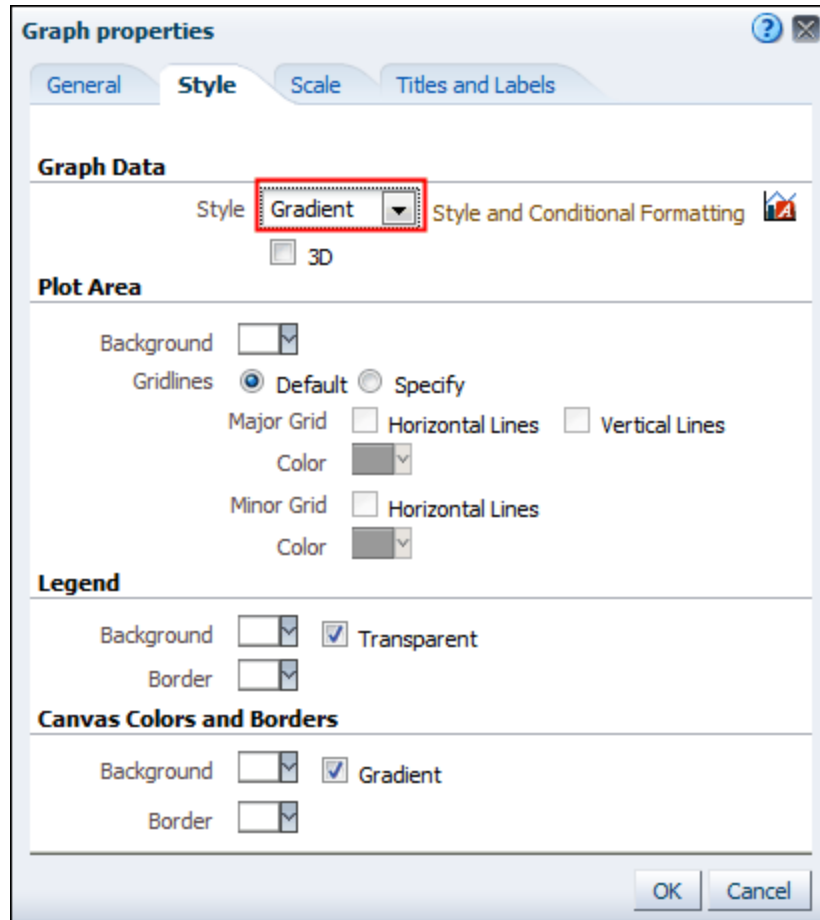 Graph properties
General Style Scale Titles and Labels
Graph Data
Style Gradient Style and Conditional Formatting
3D
Plot Area
Background
Gridlines Default Specify
Major Grid Horizontal Lines Vertical Lines
Color
Minor Grid Horizontal Lines
Color
Legend
Background Transparent
Border
Canvas Colors and Borders
Background Gradient
Border
OK Cancel